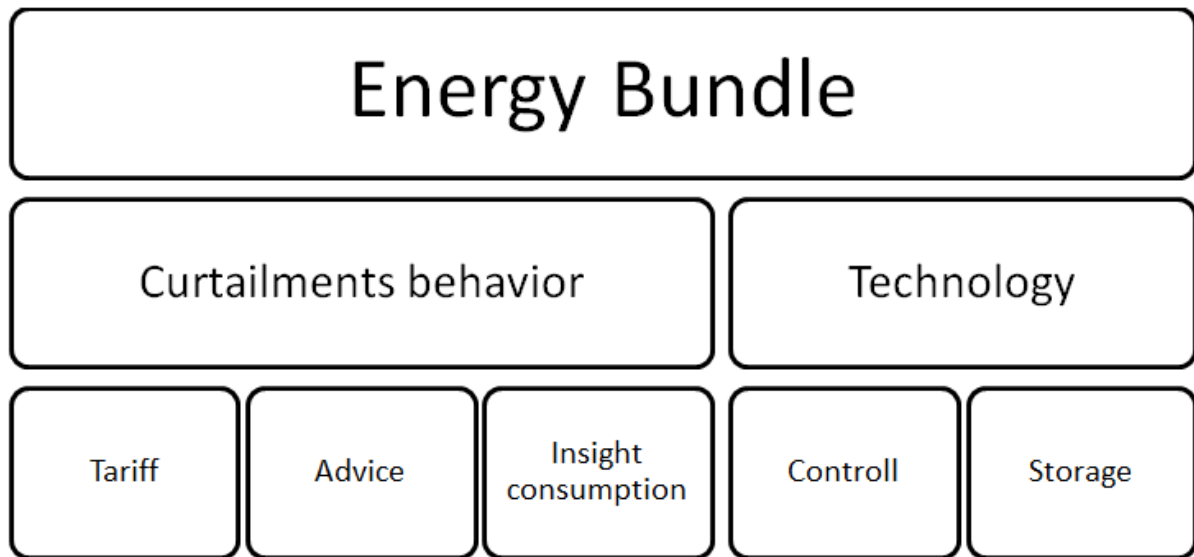 Energy Bundle
Curtailments behavior
Technology
Tariff
Advice
Insight
consumption
Controll
Storage